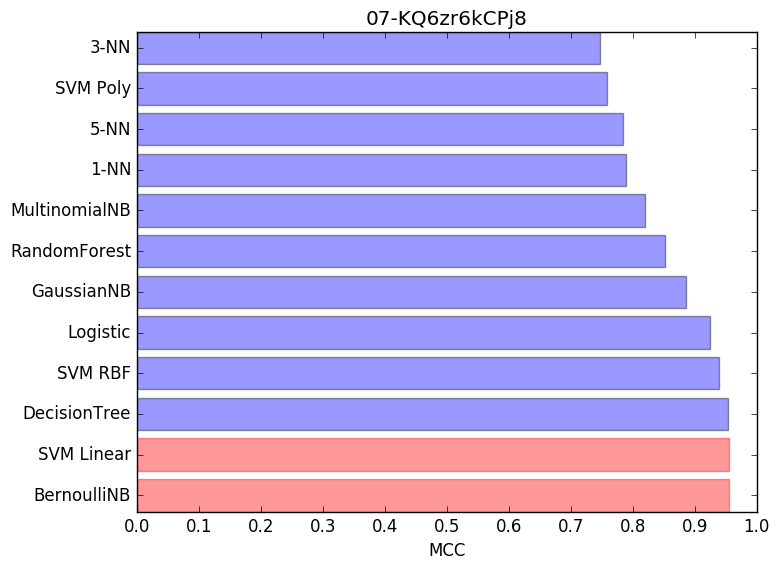 07-KQ6zr6kCPj8
3-NN
SVM Poly
5-NN
1-NN
MultinomialNB
RandomForest
GaussianNB
Logistic
SVM RBF
DecisionTree
SVM Linear
BernoulliNB
0.0 0.1 0.2 0.3 0.4 0.5 0.6 0.7 0.8 0.9 1.0
MCC